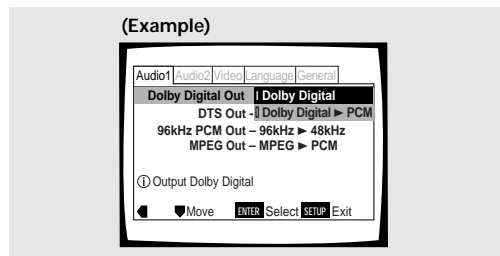 (Example)
Audio1 Audio2 Video Language General
Dolby Digital Out Dolby Digital
DTS Out - Dolby Digital ► PCM
96kHz PCM Out – 96kHz ► 48kHz
MPEG Out – MPEG ► PCM
ⓘ Output Dolby Digital
Move ENTER Select SETUP Exit